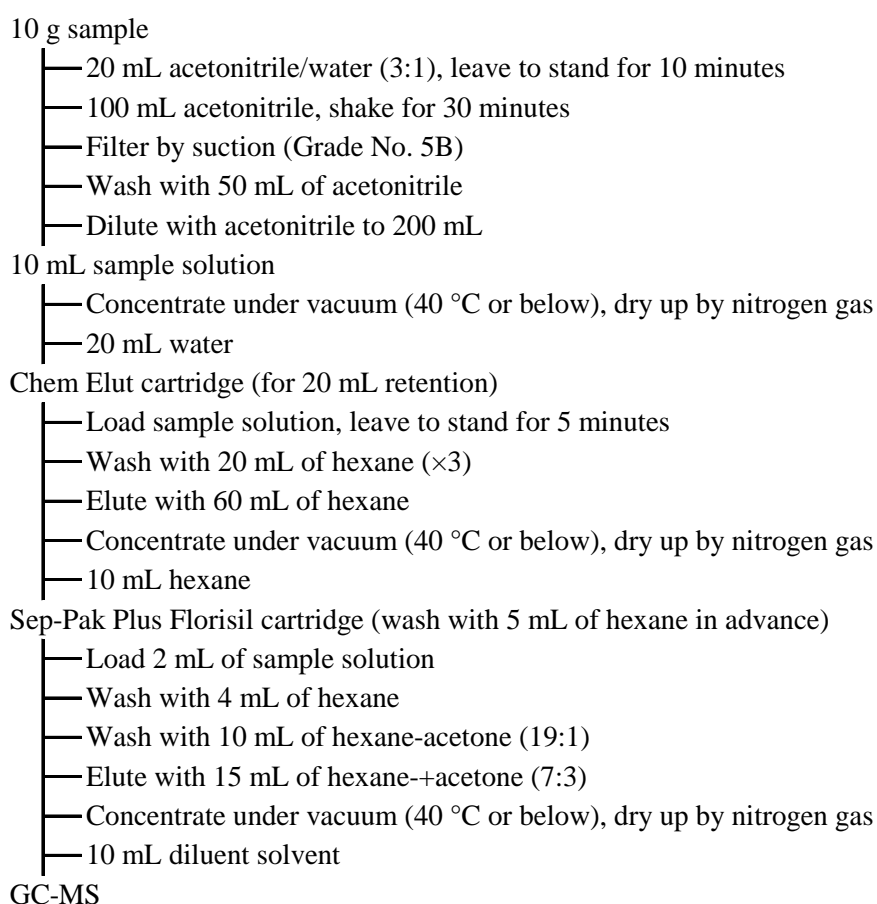 10 g sample
20 mL acetonitrile/water (3:1), leave to stand for 10 minutes
100 mL acetonitrile, shake for 30 minutes
Filter by suction (Grade No. 5B)
Wash with 50 mL of acetonitrile
Dilute with acetonitrile to 200 mL
10 mL sample solution
Concentrate under vacuum (40 °C or below), dry up by nitrogen gas
20 mL water
Chem Elut cartridge (for 20 mL retention)
Load sample solution, leave to stand for 5 minutes
Wash with 20 mL of hexane (×3)
Elute with 60 mL of hexane
Concentrate under vacuum (40 °C or below), dry up by nitrogen gas
10 mL hexane
Sep-Pak Plus Florisil cartridge (wash with 5 mL of hexane in advance)
Load 2 mL of sample solution
Wash with 4 mL of hexane
Wash with 10 mL of hexane-acetone (19:1)
Elute with 15 mL of hexane-+acetone (7:3)
Concentrate under vacuum (40 °C or below), dry up by nitrogen gas
10 mL diluent solvent
GC-MS